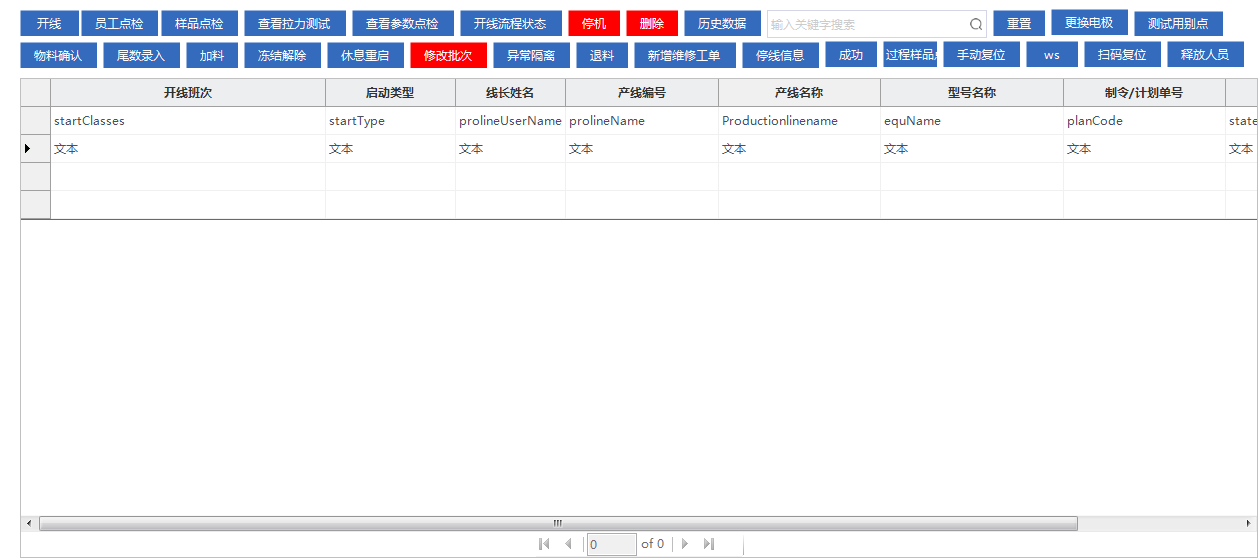 开线 员工点检 样品点检 查看拉力测试 查看参数点检 开线流程状态 停机 删除 历史数据 输入关键字搜索 重置 更换电极 测试用别点
物料确认 尾数录入 加料 冻结解除 休息重启 修改批次 异常隔离 退料 新增维修工单 停线信息 成功 过程样品 手动复位 ws 扫码复位 释放人员
开线班次 启动类型 线长姓名 产线编号 产线名称 型号名称 制令/计划单号
startClasses startType prolineUserName prolineName Productionlinename equName planCode state
文本 文本 文本 文本 文本 文本 文本 文本
0 of 0